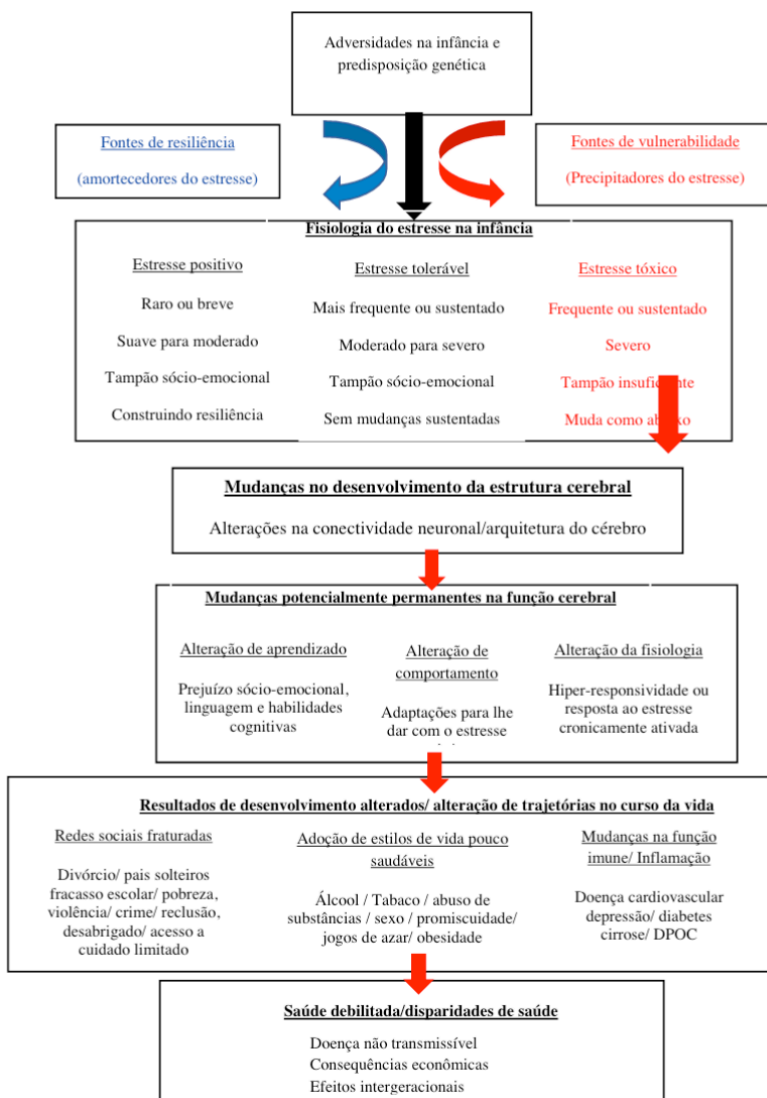 Adversidades na infância e
predisposição genética
Fontes de resiliência
(amortecedores do estresse)
Fontes de vulnerabilidade
(Precipitadores do estresse)
Fisiologia do estresse na infância
Estresse positivo
Raro ou breve
Suave para moderado
Tampão sócio-emocional
Construindo resiliência
Estresse tolerável
Mais frequente ou sustentado
Moderado para severo
Tampão sócio-emocional
Sem mudanças sustentadas
Estresse tóxico
Frequente ou sustentado
Severo
Tampão insuficiente
Muda como abaixo
Mudanças no desenvolvimento da estrutura cerebral
Alterações na conectividade neuronal/arquitetura do cérebro
Mudanças potencialmente permanentes na função cerebral
Alteração de aprendizado
Prejuízo sócio-emocional,
linguagem e habilidades
cognitivas
Alteração de
comportamento
Adaptações para lhe
dar com o estresse
Alteração da fisiologia
Hiper-responsividade ou
resposta ao estresse
cronicamente ativada
Resultados de desenvolvimento alterados/ alteração de trajetórias no curso da vida
Redes sociais fraturadas
Divórcio/ pais solteiros
fracasso escolar/ pobreza,
violência/ crime/ reclusão,
desabrigado/ acesso a
cuidado limitado
Adoção de estilos de vida pouco
saudáveis
Álcool / Tabaco / abuso de
substâncias / sexo / promiscuidade/
jogos de azar/ obesidade
Mudanças na função
imune/ Inflamação
Doença cardiovascular
depressão/ diabetes
cirrose/ DPOC
Saúde debilitada/disparidades de saúde
Doença não transmissível
Consequências econômicas
Efeitos intergeracionais